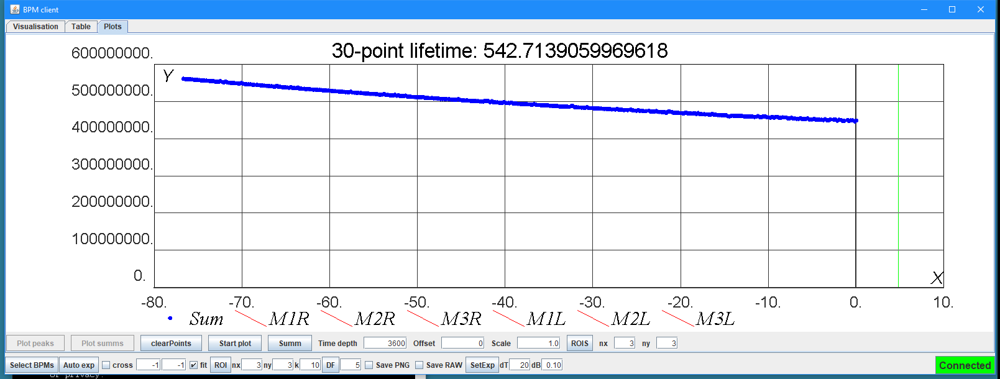 BPM client
Visualisation Table Plots
30-point lifetime: 542.7139059969618
600000000.
Y
500000000.
400000000.
300000000.
200000000.
100000000.
0.
X
-80. -70. -60. -50. -40. -30. -20. -10. 0. 10.
Sum M1R M2R M3R M1L M2L M3L
Plot peaks Plot summs clearPoints Start plot Summ Time depth 3600 Offset 0 Scale 1.0 ROIS nx 3 ny 3
Select BPMs Auto exp cross -1 -1 fit ROI nx 3 ny 3 k 10 DF 5 Save PNG Save RAW SetExp dT 20 dB 0.10 Connected
or privacy.